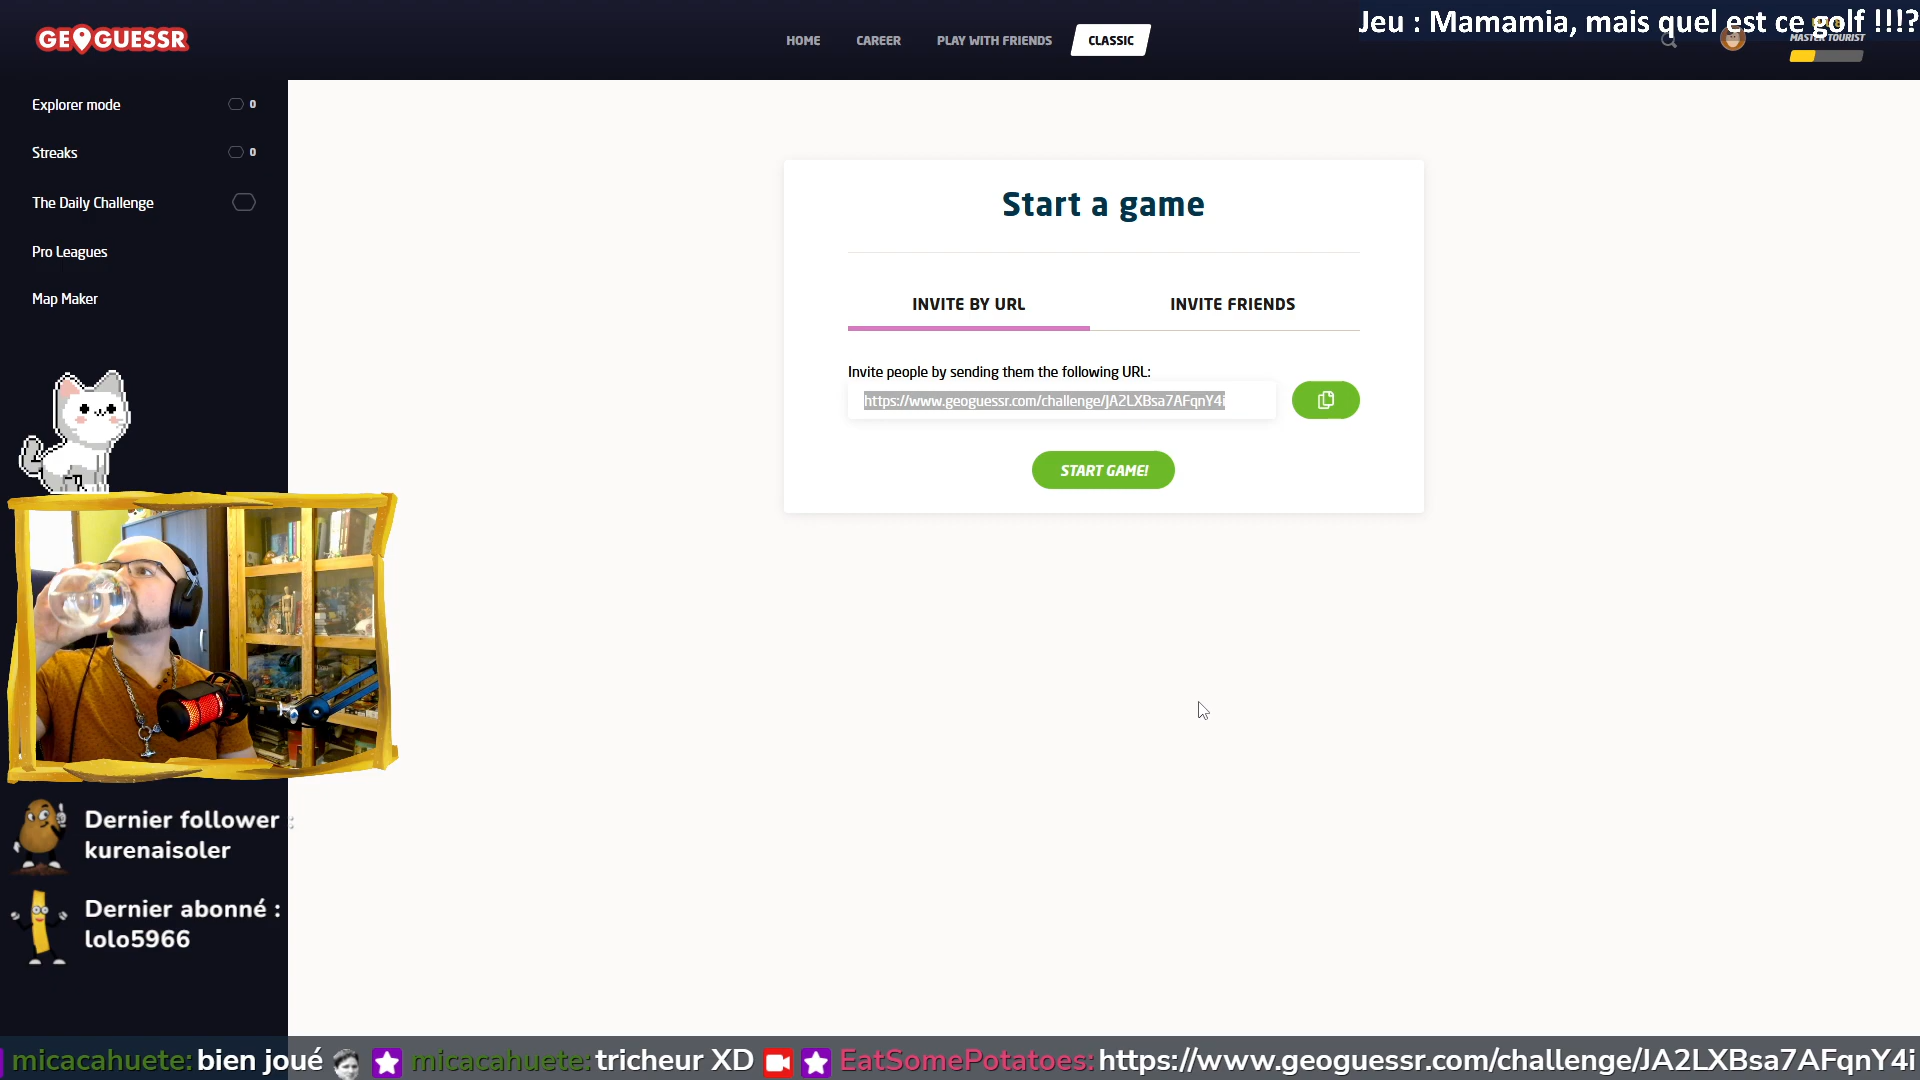 GEOGUESSR
HOME
CAREER
PLAY WITH FRIENDS
CLASSIC
Jeu : Mamamia, mais quel est ce golf !!!?
MASTER TOURIST
Explorer mode
0
Streaks
0
The Daily Challenge
Pro Leagues
Map Maker
Start a game
INVITE BY URL
INVITE FRIENDS
Invite people by sending them the following URL:
https://www.geoguessr.com/challenge/JA2LXBsa7AFqnY4i
START GAME!
Dernier follower :
kurenaisoler
Dernier abonné :
lolo5966
micacahuete: bien joué micacahuete: tricheur XD EatSomePotatoes: https://www.geoguessr.com/challenge/JA2LXBsa7AFqnY4i